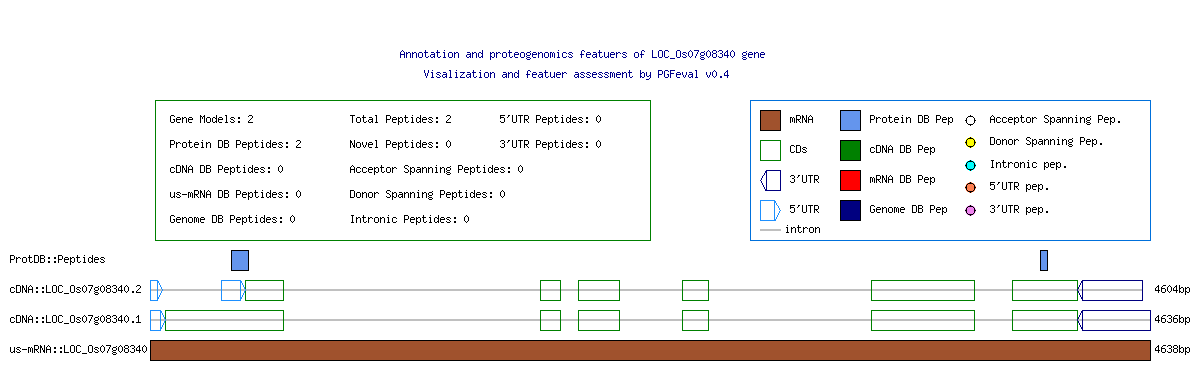 Annotation and proteogenomics featuers of LOC_Os07g08340 gene
Visalization and featuer assessment by PGFeval v0.4
Gene Models: 2 Total Peptides: 2 5'UTR Peptides: 0
Protein DB Peptides: 2 Novel Peptides: 0 3'UTR Peptides: 0
cDNA DB Peptides: 0 Acceptor Spanning Peptides: 0
us-mRNA DB Peptides: 0 Donor Spanning Peptides: 0
Genome DB Peptides: 0 Intronic Peptides: 0
mRNA Protein DB Pep Acceptor Spanning Pep.
CDs cDNA DB Pep Donor Spanning Pep.
3'UTR mRNA DB Pep Intronic pep.
5'UTR Genome DB Pep 5'UTR pep.
intron 3'UTR pep.
ProtDB::Peptides
cDNA::LOC_Os07g08340.2 4604bp
cDNA::LOC_Os07g08340.1 4636bp
us-mRNA::LOC_Os07g08340 4638bp